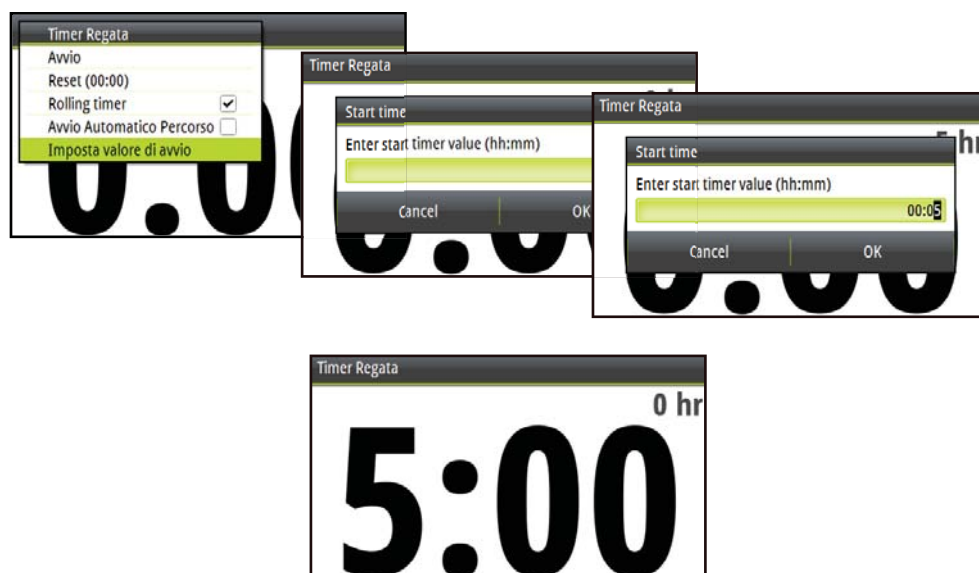 Timer Regata
Avvio
Reset (00:00)
Rolling timer
Avvio Automatico Percorso
Imposta valore di avvio
Timer Regata
Start time
Enter start timer value (hh:mm)
Cancel
OK
Timer Regata
hr
Start time
Enter start timer value (hh:mm)
00:05
Cancel
OK
Timer Regata
0 hr
5:00